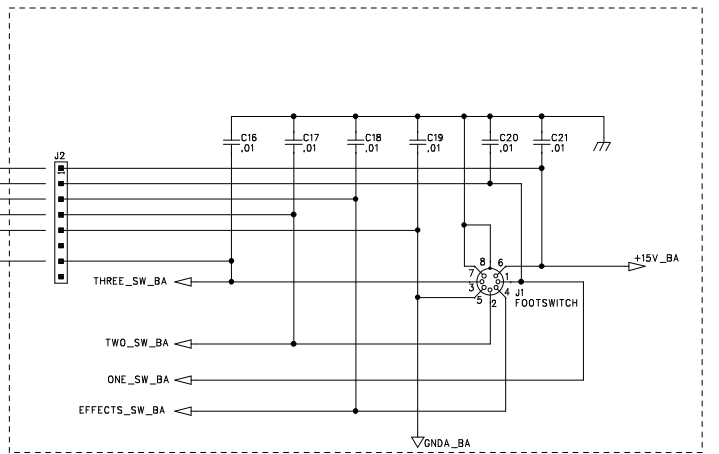 C16
.01
C17
.01
C18
.01
C19
.01
C20
.01
C21
.01
J2
1
+15V_BA
8 6
7 1
3 4
5 2
J1
FOOTSWITCH
THREE_SW_BA
TWO_SW_BA
ONE_SW_BA
EFFECTS_SW_BA
GNDA_BA